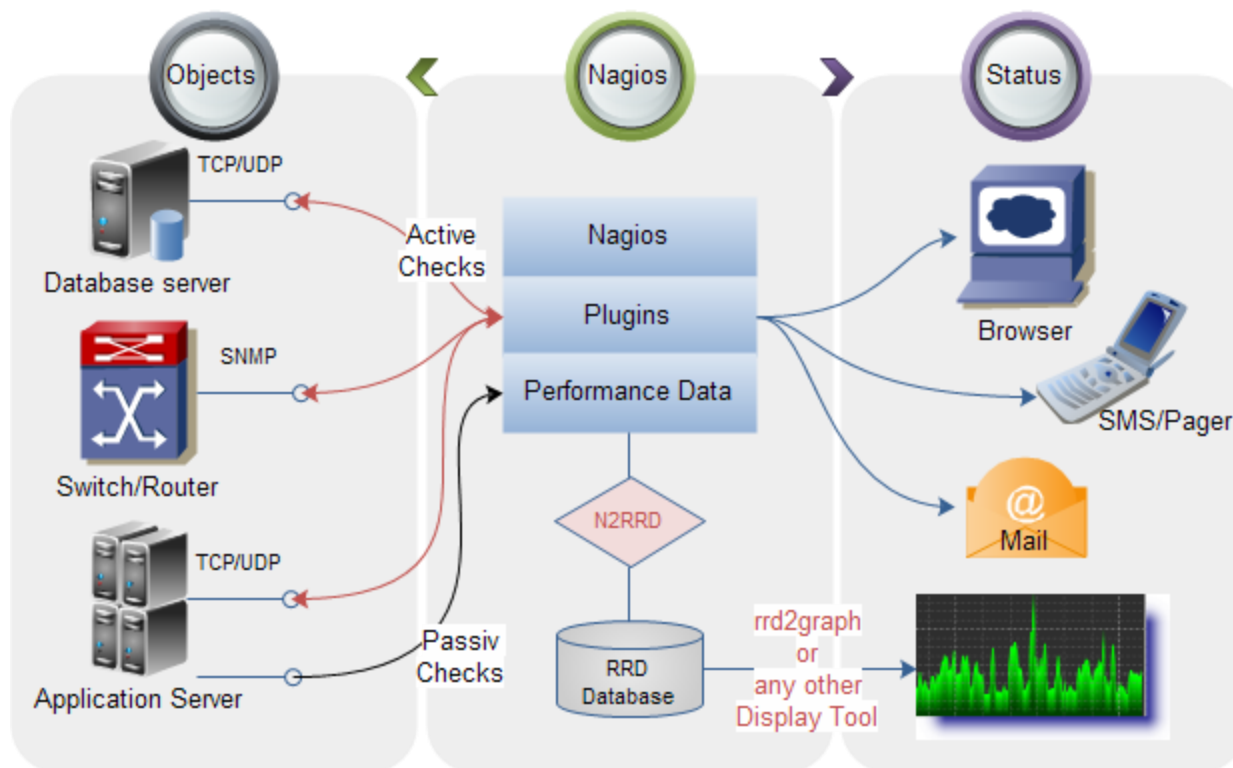 Objects
Nagios
Status
TCP/UDP
Database server
SNMP
Switch/Router
TCP/UDP
Application Server
Active
Checks
Passiv
Checks
Nagios
Plugins
Performance Data
N2RRD
RRD
Database
rrd2graph
or
any other
Display Tool
Browser
SMS/Pager
@
Mail